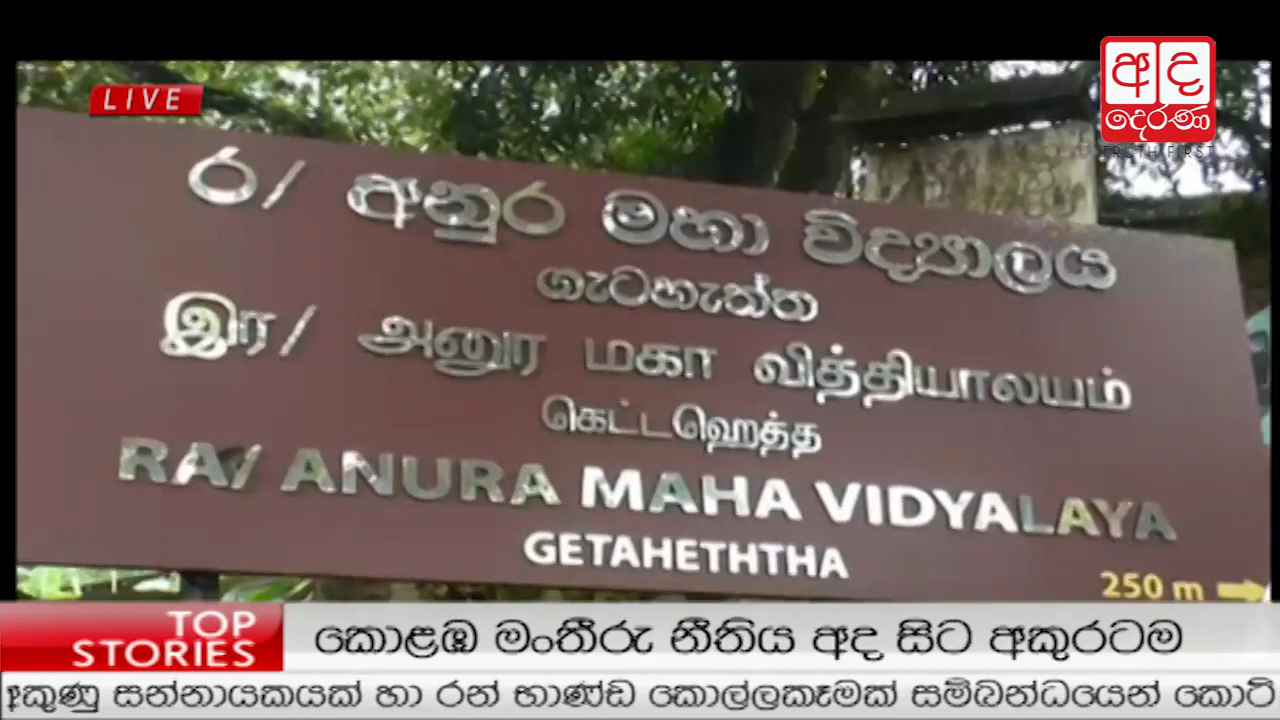 LIVE
අද
දෙරණ
TRUTH FIRST
ර/ අනුර මහා විද්‍යාලය
ගැටහැත්ත
இர/ அனுர மகா வித்தியாலயம்
கெட்டஹெத்த
RA/ ANURA MAHA VIDYALAYA
GETAHETHTHA
250 m
TOP
STORIES
කොළඹ මංතීරු නීතිය අද සිට අකුරටම
අකුණු සන්නායකයක් හා රන් භාණ්ඩ කොල්ලකෑමක් සම්බන්ධයෙන් කොටි